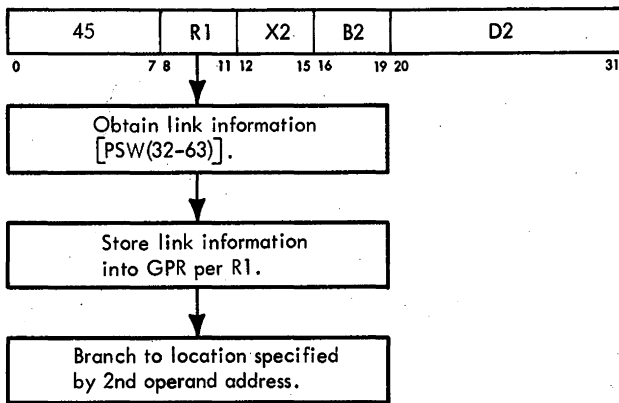 45 R1 X2 B2 D2
0 7 8 11 12 15 16 19 20 31
Obtain link information
[PSW(32-63)].
Store link information
into GPR per R1.
Branch to location specified
by 2nd operand address.